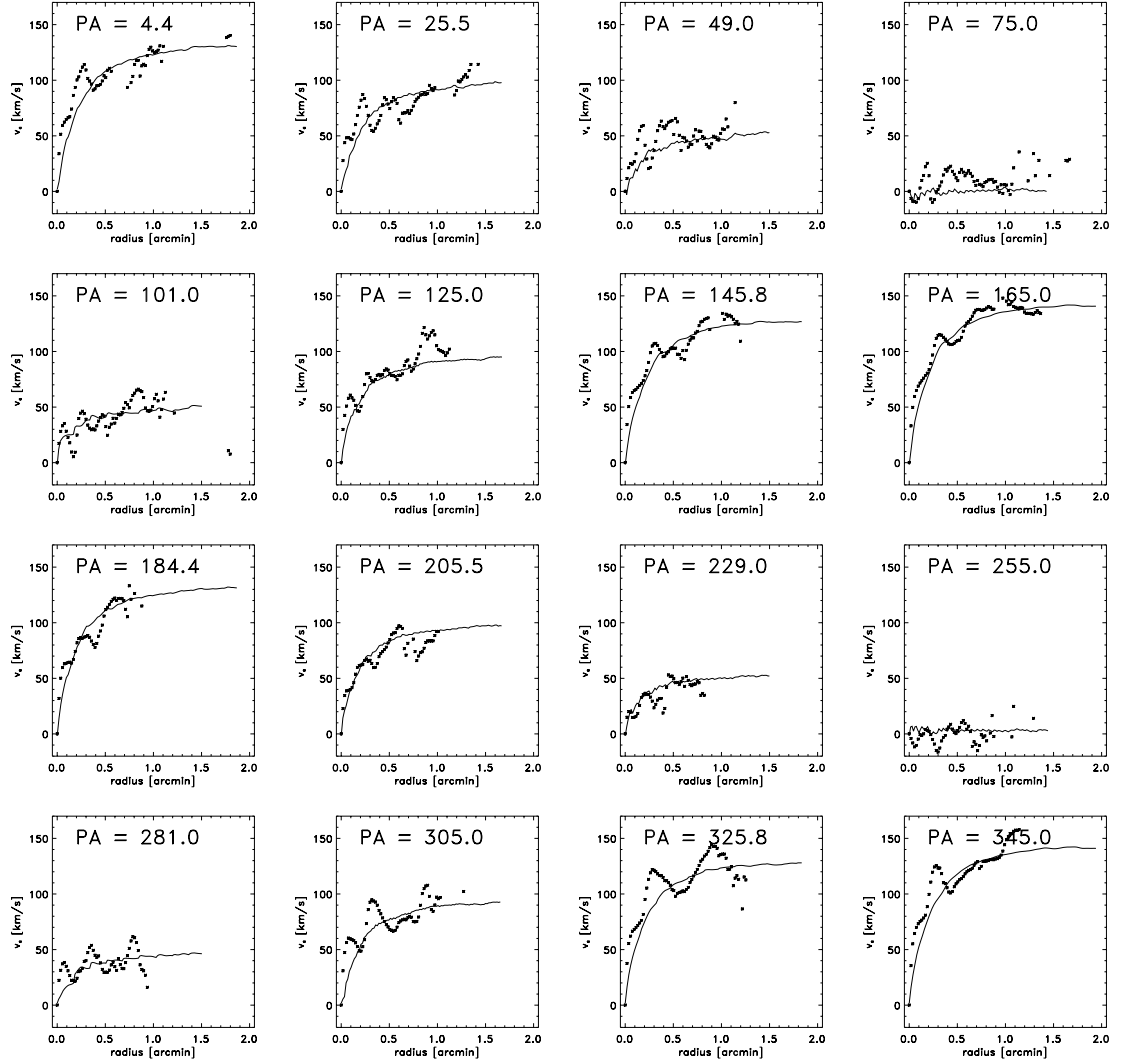 PA = 4.4 PA = 25.5 PA = 49.0 PA = 75.0
150 150 150 150
100 100 100 100
v [km/s] v [km/s] v [km/s] v [km/s]
50 50 50 50
0 0 0 0
0.0 0.5 1.0 1.5 2.0 0.0 0.5 1.0 1.5 2.0 0.0 0.5 1.0 1.5 2.0 0.0 0.5 1.0 1.5 2.0
radius [arcmin] radius [arcmin] radius [arcmin] radius [arcmin]
PA = 101.0 PA = 125.0 PA = 145.8 PA = 165.0
150 150 150 150
100 100 100 100
v [km/s] v [km/s] v [km/s] v [km/s]
50 50 50 50
0 0 0 0
0.0 0.5 1.0 1.5 2.0 0.0 0.5 1.0 1.5 2.0 0.0 0.5 1.0 1.5 2.0 0.0 0.5 1.0 1.5 2.0
radius [arcmin] radius [arcmin] radius [arcmin] radius [arcmin]
PA = 184.4 PA = 205.5 PA = 229.0 PA = 255.0
150 150 150 150
100 100 100 100
v [km/s] v [km/s] v [km/s] v [km/s]
50 50 50 50
0 0 0 0
0.0 0.5 1.0 1.5 2.0 0.0 0.5 1.0 1.5 2.0 0.0 0.5 1.0 1.5 2.0 0.0 0.5 1.0 1.5 2.0
radius [arcmin] radius [arcmin] radius [arcmin] radius [arcmin]
PA = 281.0 PA = 305.0 PA = 325.8 PA = 345.0
150 150 150 150
100 100 100 100
v [km/s] v [km/s] v [km/s] v [km/s]
50 50 50 50
0 0 0 0
0.0 0.5 1.0 1.5 2.0 0.0 0.5 1.0 1.5 2.0 0.0 0.5 1.0 1.5 2.0 0.0 0.5 1.0 1.5 2.0
radius [arcmin] radius [arcmin] radius [arcmin] radius [arcmin]